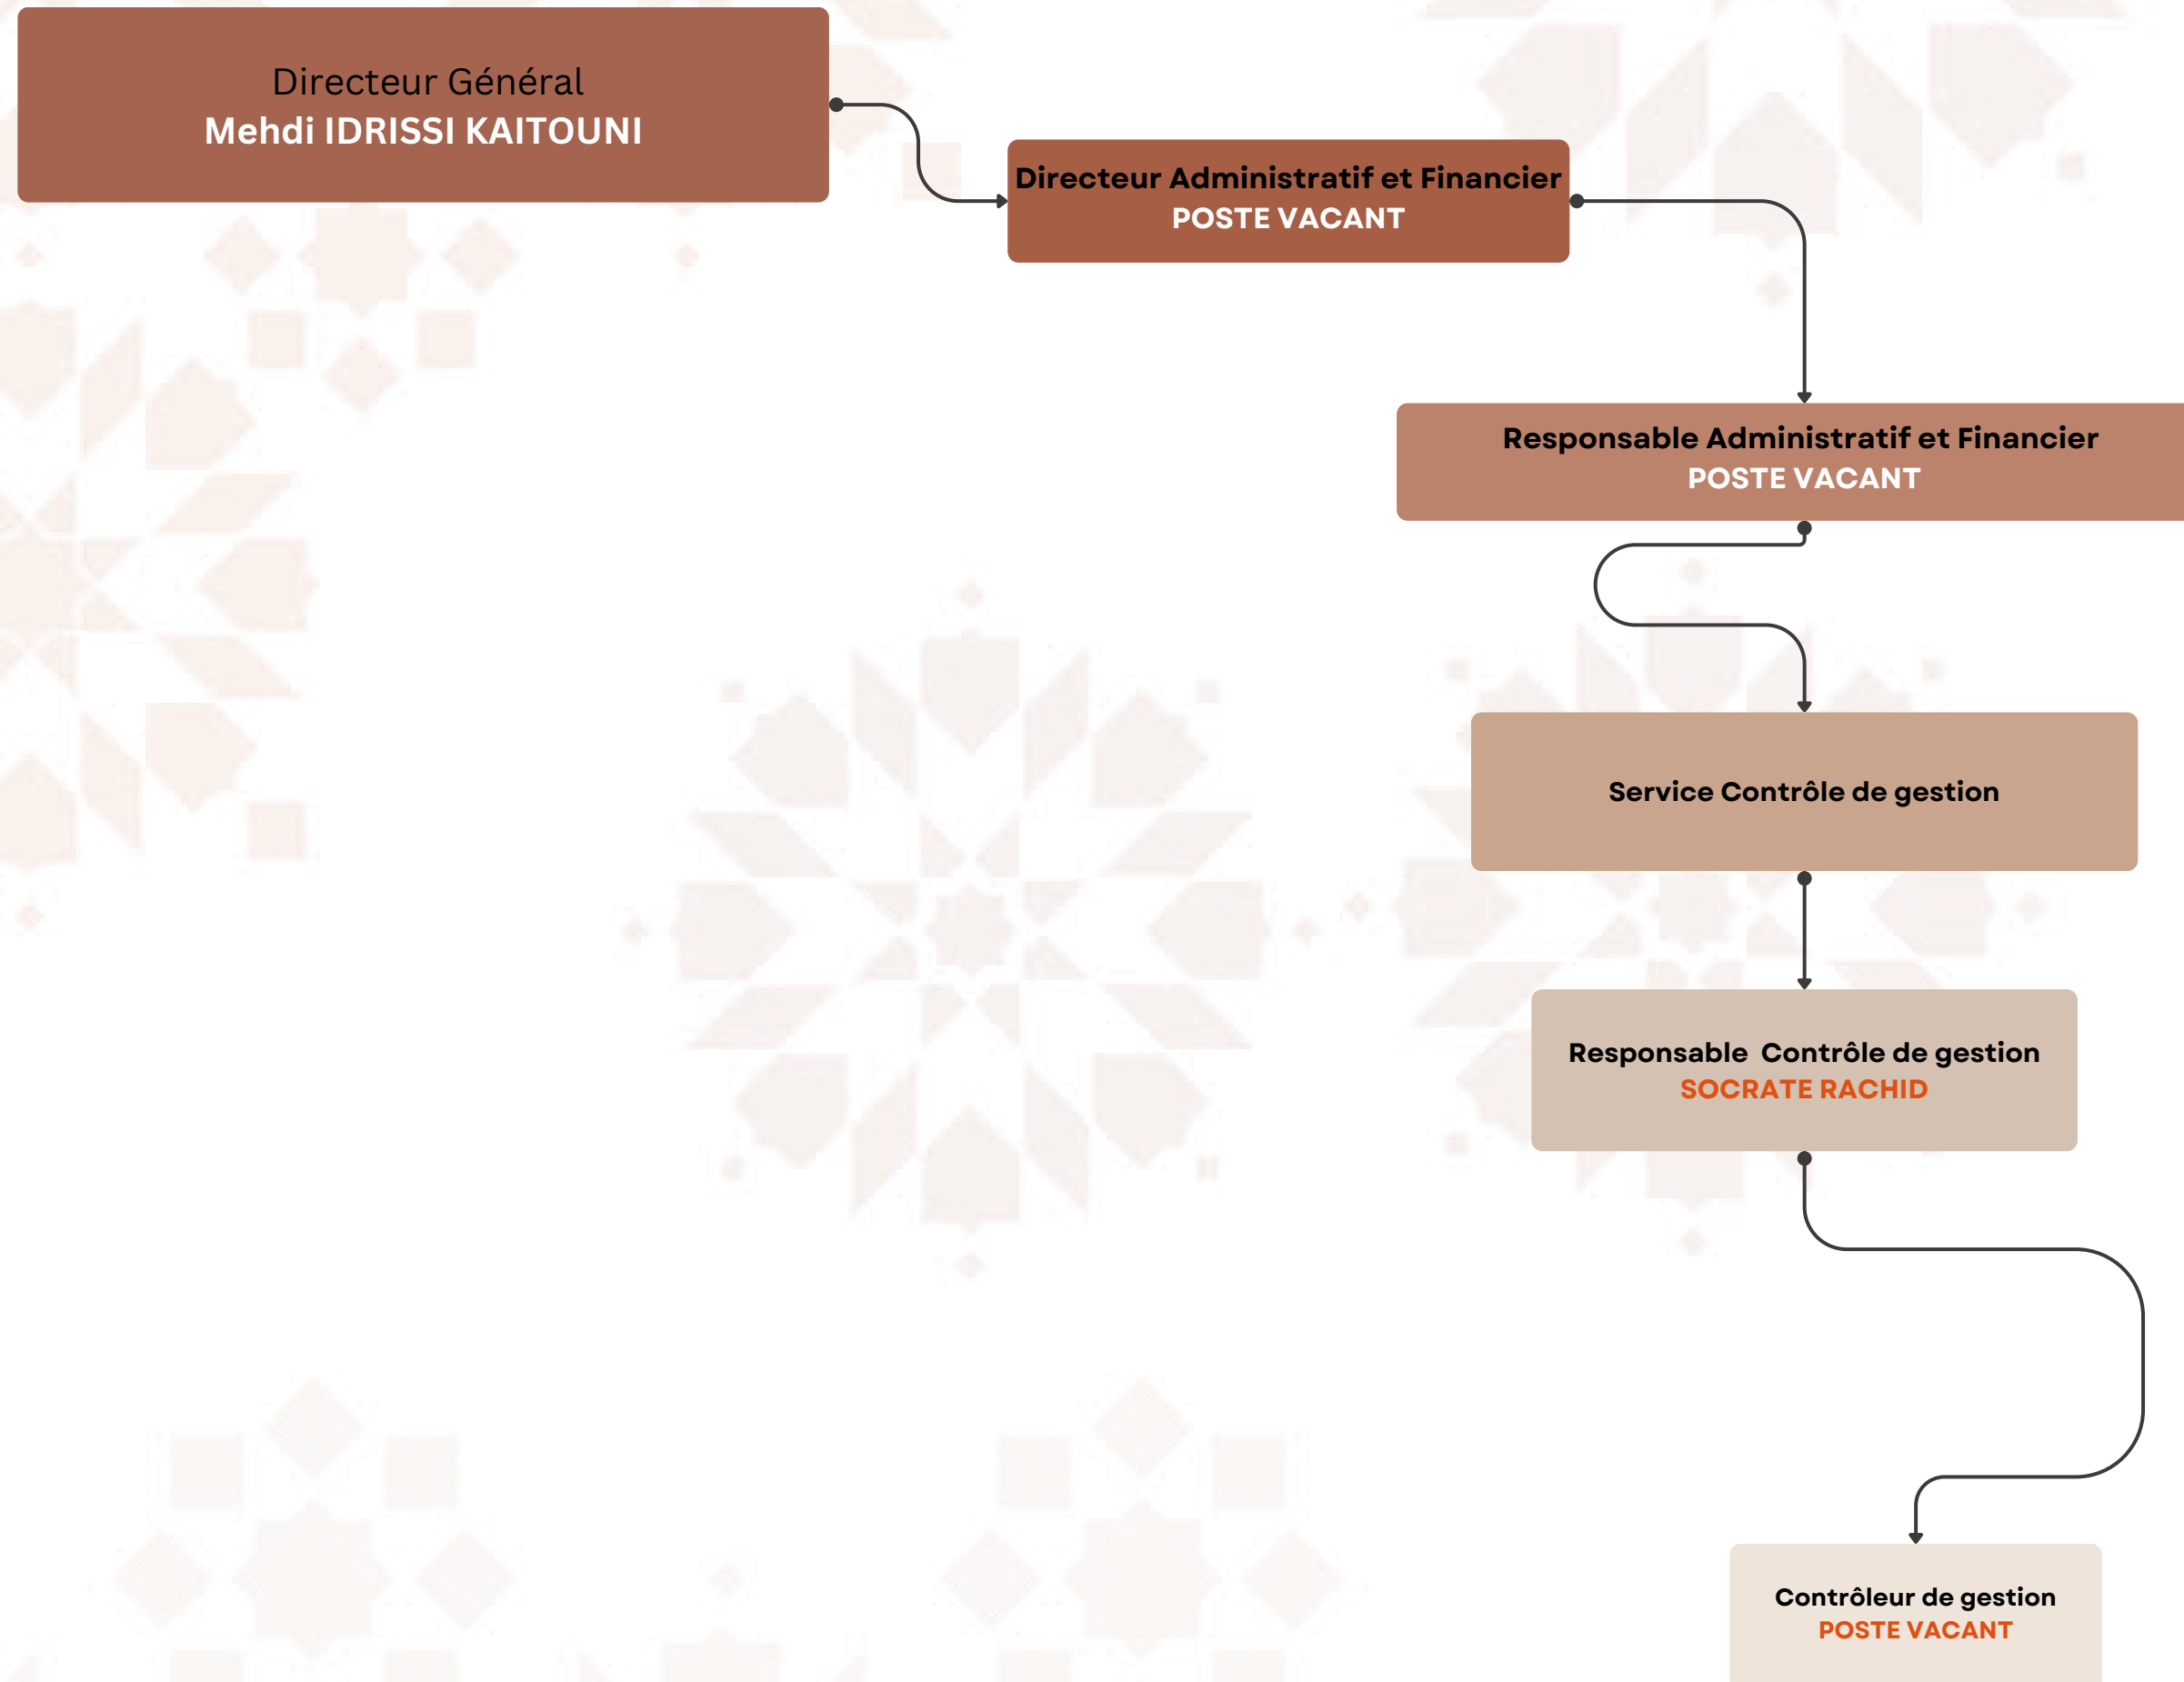 Directeur Général
Mehdi IDRISSI KAITOUNI
Directeur Administratif et Financier
POSTE VACANT
Responsable Administratif et Financier
POSTE VACANT
Service Contrôle de gestion
Responsable Contrôle de gestion
SOCRATE RACHID
Contrôleur de gestion
POSTE VACANT